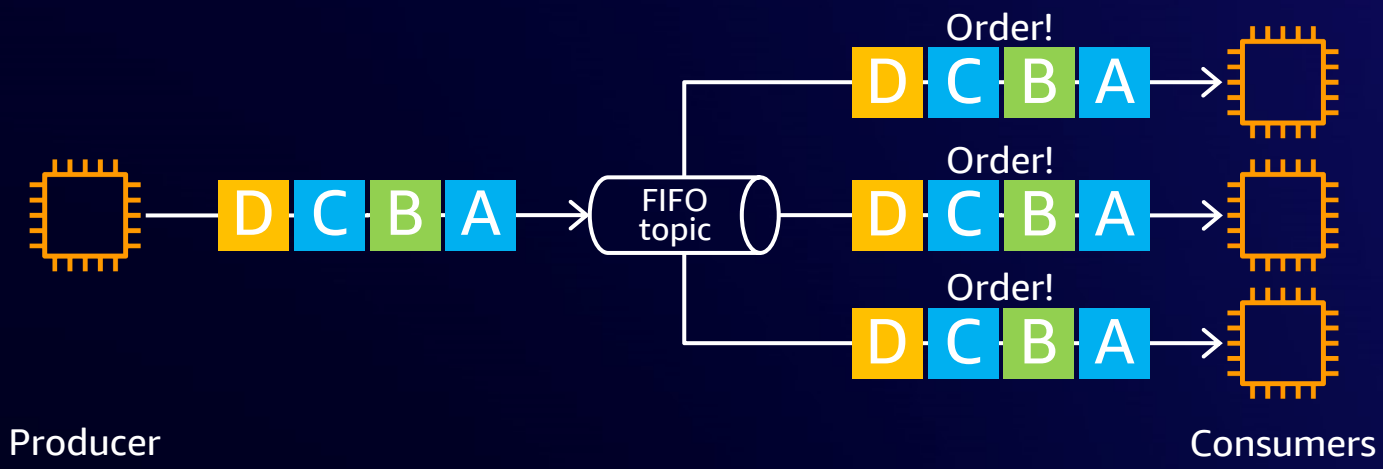 Order!
D C B A
Order!
D C B A
FIFO
topic
D C B A
Order!
D C B A
Producer
Consumers